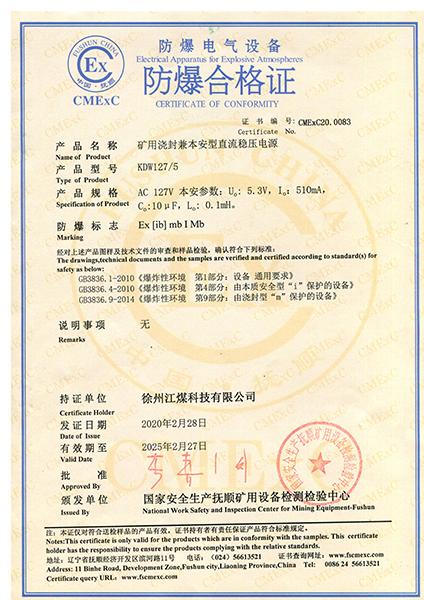 FUSHUN CHINA
Ex
中国·抚顺
CMExC
防爆电气设备
Electrical Apparatus for Explosive Atmospheres
防爆合格证
CERTIFICATE OF CONFORMITY
证书编号: CMExC20.0083
Certificate No.
产品名称 矿用浇封兼本安型直流稳压电源
Name of Product
产品型号 KDW127/5
Type of Product
产品规格 AC 127V 本安参数: Uo: 5.3V, Io: 510mA,
Specification of Product Co:10μF, Lo: 0.1mH。
防爆标志 Ex [ib] mb I Mb
Marking
经对上述产品图样及技术文件的审查和样品检验, 确认符合下列标准:
The drawings,technical documents and the samples are verified and certified according to standard(s) for
safety as below:
GB3836.1-2010《爆炸性环境 第1部分: 设备 通用要求》
GB3836.4-2010《爆炸性环境 第4部分: 由本质安全型“i”保护的设备》
GB3836.9-2014《爆炸性环境 第9部分: 由浇封型“m”保护的设备》
说明事项 无
Remarks
持证单位 徐州江煤科技有限公司
Certificate Holder
发证日期 2020年2月28日
Date of Issue
有效期至 2025年2月27日
Valid Date
批准
Approved By
颁发单位 国家安全生产抚顺矿用设备检测检验中心
Issued By National Work Safety and Inspection Center for Mining Equipment-Fushun
注: 本证仅对符合送检样品的产品有效, 证书持有者有责任保证产品符合标准规定。
Notes:This certificate is only valid for the products which are in conformity with the samples. This certificate
holder has the responsibility to ensure the products complying with the relative standards.
地址: 辽宁省抚顺经济开发区滨河路11号 电话: (024) 56613521 证书查询网址: www.fscmexc.com
Address: 11 Binhe Road, Development Zone,Fushun city,Liaoning Province,China Tel: 0086 24 56613521
Certificate query URL: www.fscmexc.com